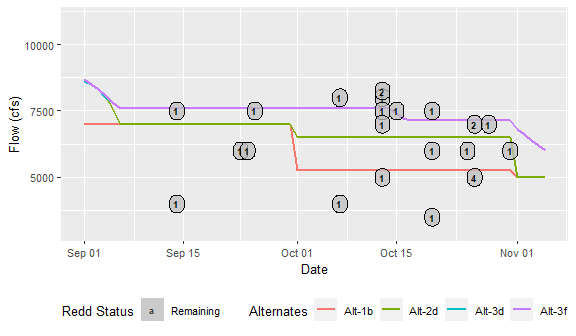 10000
7500
5000
Flow (cfs)
2
1
1
1
1
1
1
1
1
2
1
1
1
1
1
1
1
1
4
1
1
1
Sep 01
Sep 15
Oct 01
Oct 15
Nov 01
Date
Redd Status
a
Remaining
Alternates
Alt-1b
Alt-2d
Alt-3d
Alt-3f